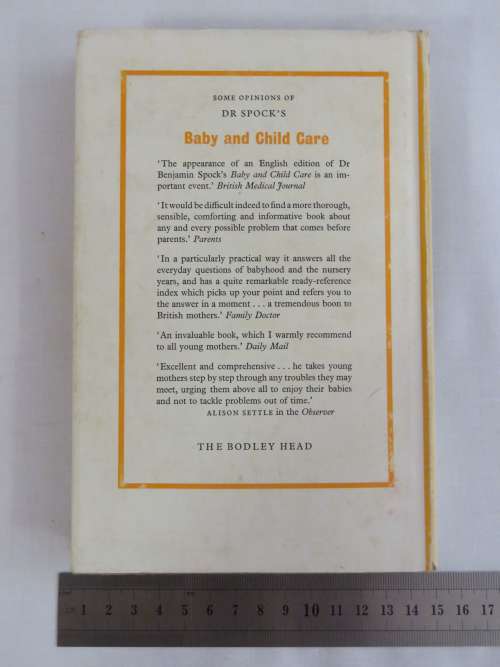 SOME OPINIONS OF
DR SPOCK'S
Baby and Child Care
'The appearance of an English edition of Dr
Benjamin Spock's Baby and Child Care is an im-
portant event.' British Medical Journal
'It would be difficult indeed to find a more thorough,
sensible, comforting and informative book about
any and every possible problem that comes before
parents.' Parents
'In a particularly practical way it answers all the
everyday questions of babyhood and the nursery
years, and has a quite remarkable ready-reference
index which picks up your point and refers you to
the answer in a moment . . . a tremendous boon to
British mothers.' Family Doctor
'An invaluable book, which I warmly recommend
to all young mothers.' Daily Mail
'Excellent and comprehensive . . . he takes young
mothers step by step through any troubles they may
meet, urging them above all to enjoy their babies
and not to tackle problems out of time.'
ALISON SETTLE in the Observer
THE BODLEY HEAD
1 2 3 4 5 6 7 8 9 10 11 12 13 14 15 16 17